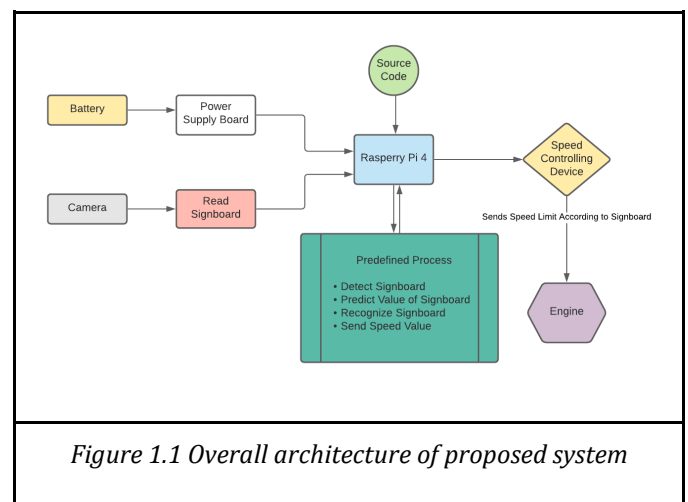 Source
Code
Battery
Power
Supply Board
Rasperry Pi 4
Speed
Controlling
Device
Camera
Read
Signboard
Sends Speed Limit According to Signboard
Predefined Process
• Detect Signboard
• Predict Value of Signboard
• Recognize Signboard
• Send Speed Value
Engine
Figure 1.1 Overall architecture of proposed system